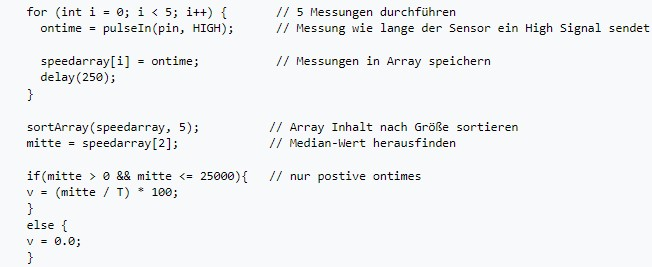 for (int i = 0; i < 5; i++) {       // 5 Messungen durchführen
  ontime = pulseIn(pin, HIGH);      // Messung wie lange der Sensor ein High Signal sendet

  speedarray[i] = ontime;           // Messungen in Array speichern
  delay(250);
}

sortArray(speedarray, 5);          // Array Inhalt nach Größe sortieren
mitte = speedarray[2];             // Median-Wert herausfinden

if(mitte > 0 && mitte <= 25000){   // nur postive ontimes
v = (mitte / T) * 100;
}
else {
v = 0.0;
}